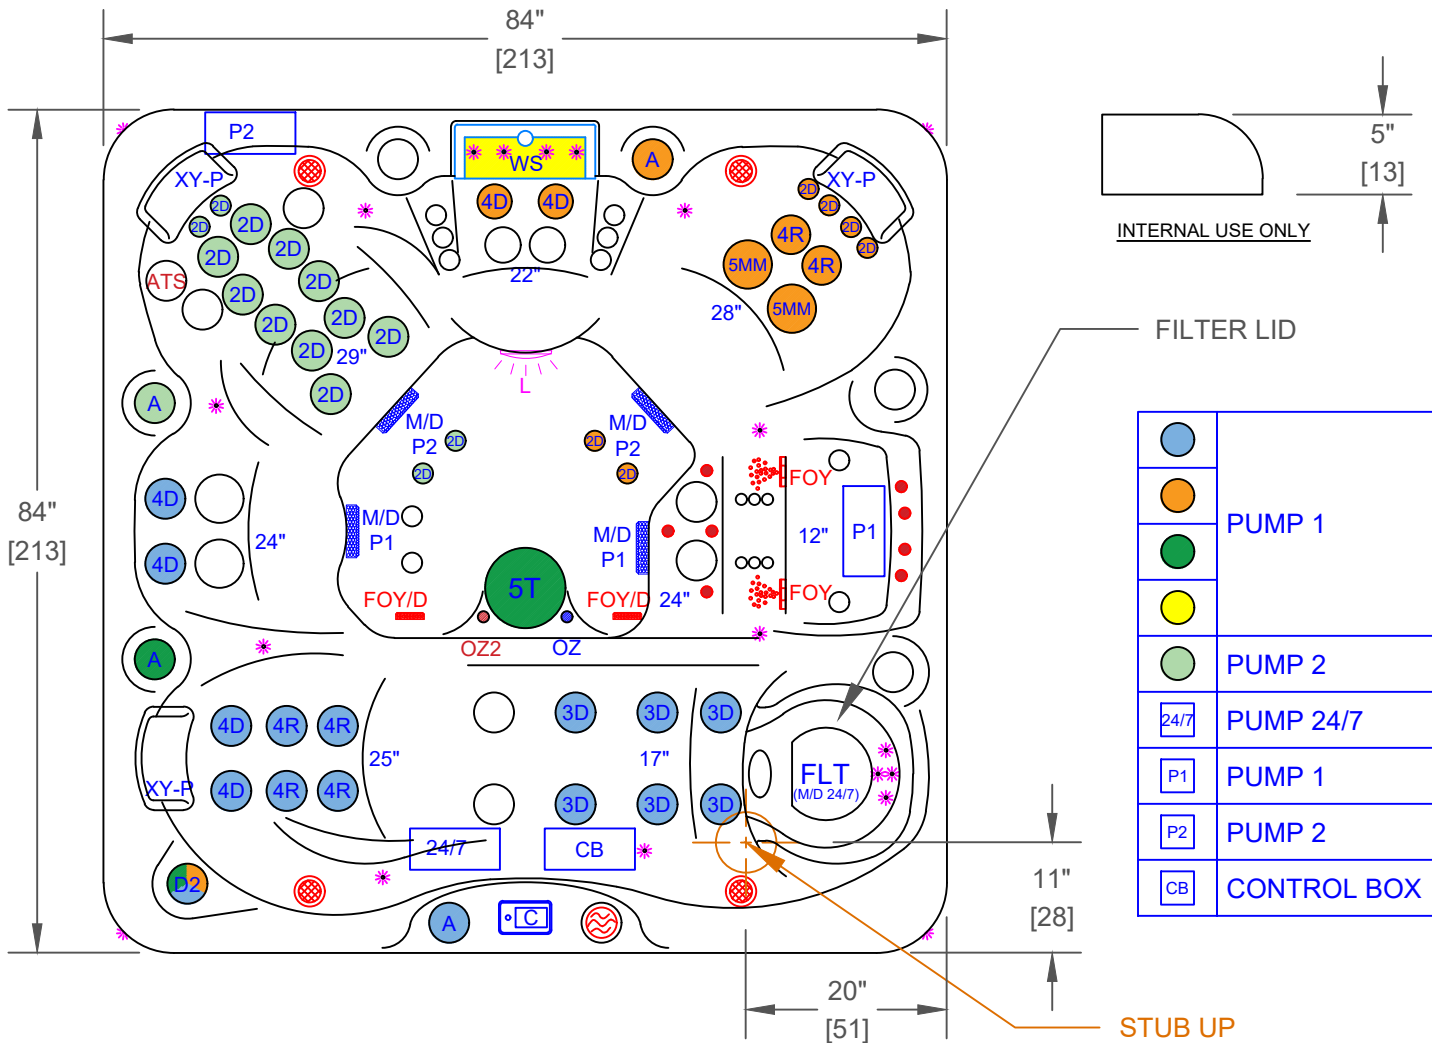 84"
[213]
P2
XY-P
WS
A
XY-P
5"
[13]
INTERNAL USE ONLY
2D
2D
2D
2D
2D
2D
2D
2D
2D
2D
2D
2D
2D
2D
ATS
29"
4D
4D
22"
2D
2D
2D
2D
4R
4R
5MM
5MM
28"
FILTER LID
L
A
M/D
P2
2D
2D
M/D
P2
2D
2D
84"
[213]
4D
4D
24"
M/D
P1
M/D
P1
FOY
FOY
12"
P1
24"
5T
FOY/D
FOY/D
OZ2
OZ
PUMP 1
PUMP 2
24/7
PUMP 24/7
P1
PUMP 1
P2
PUMP 2
CB
CONTROL BOX
A
4D
4R
4R
4D
4R
4R
XY-P
25"
3D
3D
3D
3D
3D
3D
17"
FLT
(M/D 24/7)
24/7
CB
D2
A
C
11"
[28]
20"
[51]
STUB UP